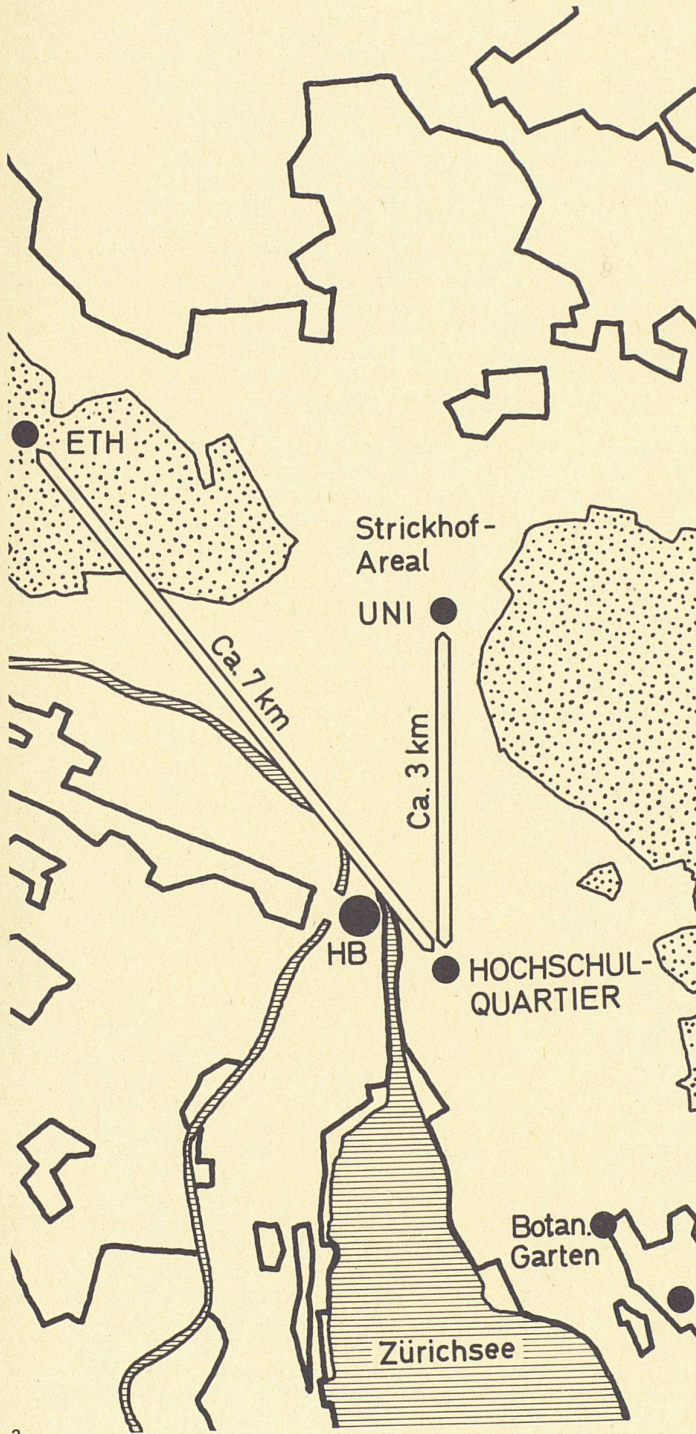 ETH
Strickhof-
Areal
UNI
Ca. 7 km
Ca. 3 km
HB
HOCHSCHUL-
QUARTIER
Botan.
Garten
Zürichsee